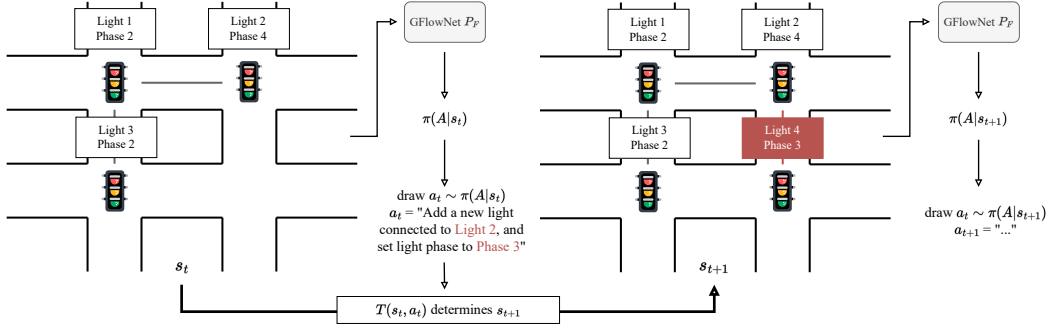 Light 1
Phase 2
Light 2
Phase 4
GFlowNet P_F
Light 3
Phase 2
π(A|s_t)
draw a_t ∼ π(A|s_t)
a_t = "Add a new light
connected to Light 2, and
set light phase to Phase 3"
s_t
T(s_t, a_t) determines s_{t+1}
Light 1
Phase 2
Light 2
Phase 4
GFlowNet P_F
Light 3
Phase 2
Light 4
Phase 3
π(A|s_{t+1})
draw a_t ∼ π(A|s_{t+1})
a_{t+1} = "..."
s_{t+1}